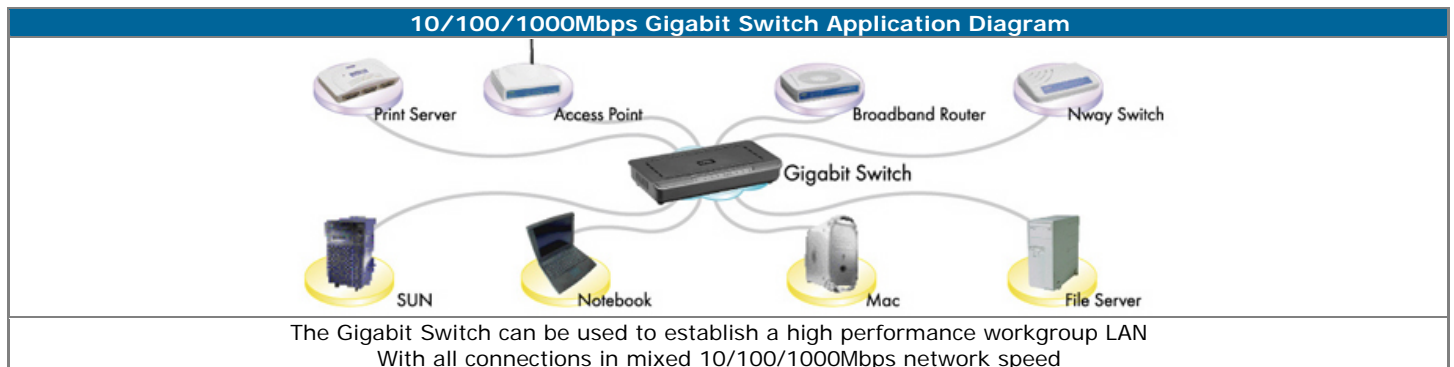 10/100/1000Mbps Gigabit Switch Application Diagram
Print Server
Access Point
Broadband Router
Nway Switch
Gigabit Switch
SUN
Notebook
Mac
File Server
The Gigabit Switch can be used to establish a high performance workgroup LAN
With all connections in mixed 10/100/1000Mbps network speed